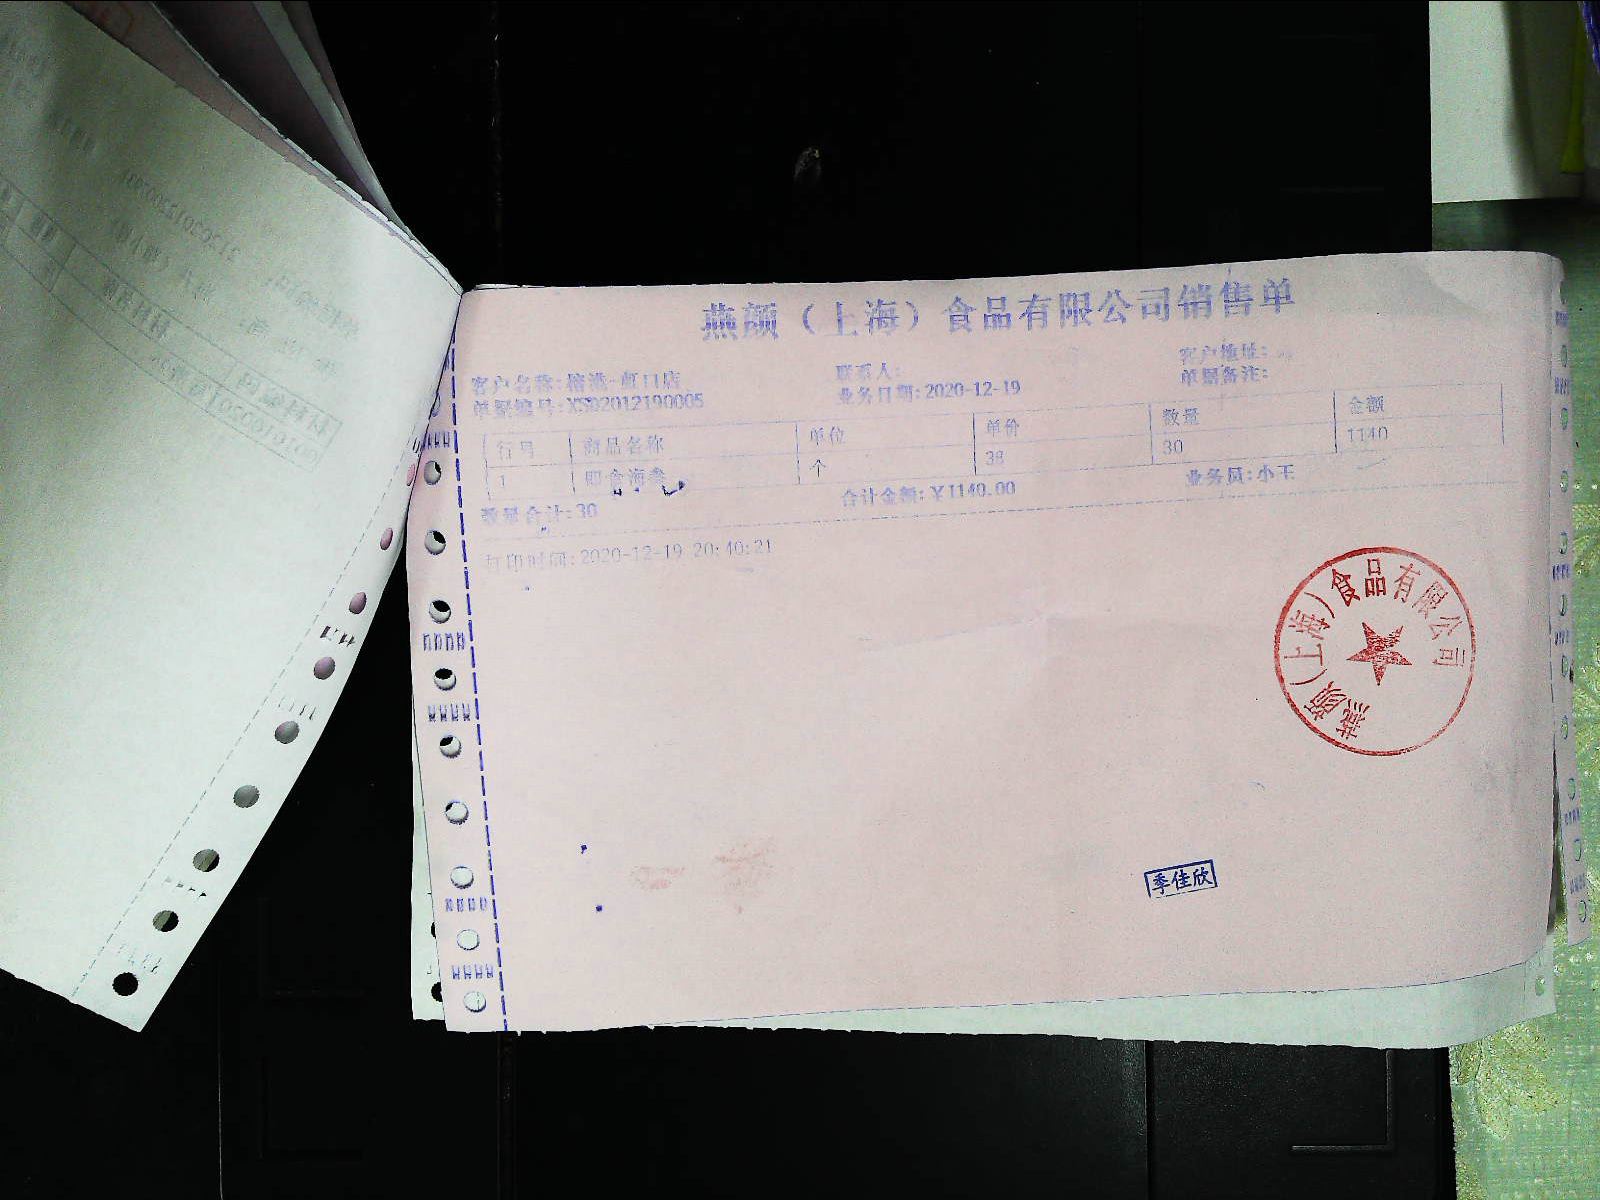 燕颜（上海）食品有限公司销售单
客户名称: 虹口店
联系人:
客户地址:
单据编号:XS02012190005
业务日期:2020-12-19
单据备注:
行号 商品名称 单位 单价 数量 金额
1 即食海参 个 38 30 1140
数量合计:30
合计金额:￥1140.00
业务员:小王
打印时间:2020-12-19 20:40:21
燕颜（上海）食品有限公司
季佳欣